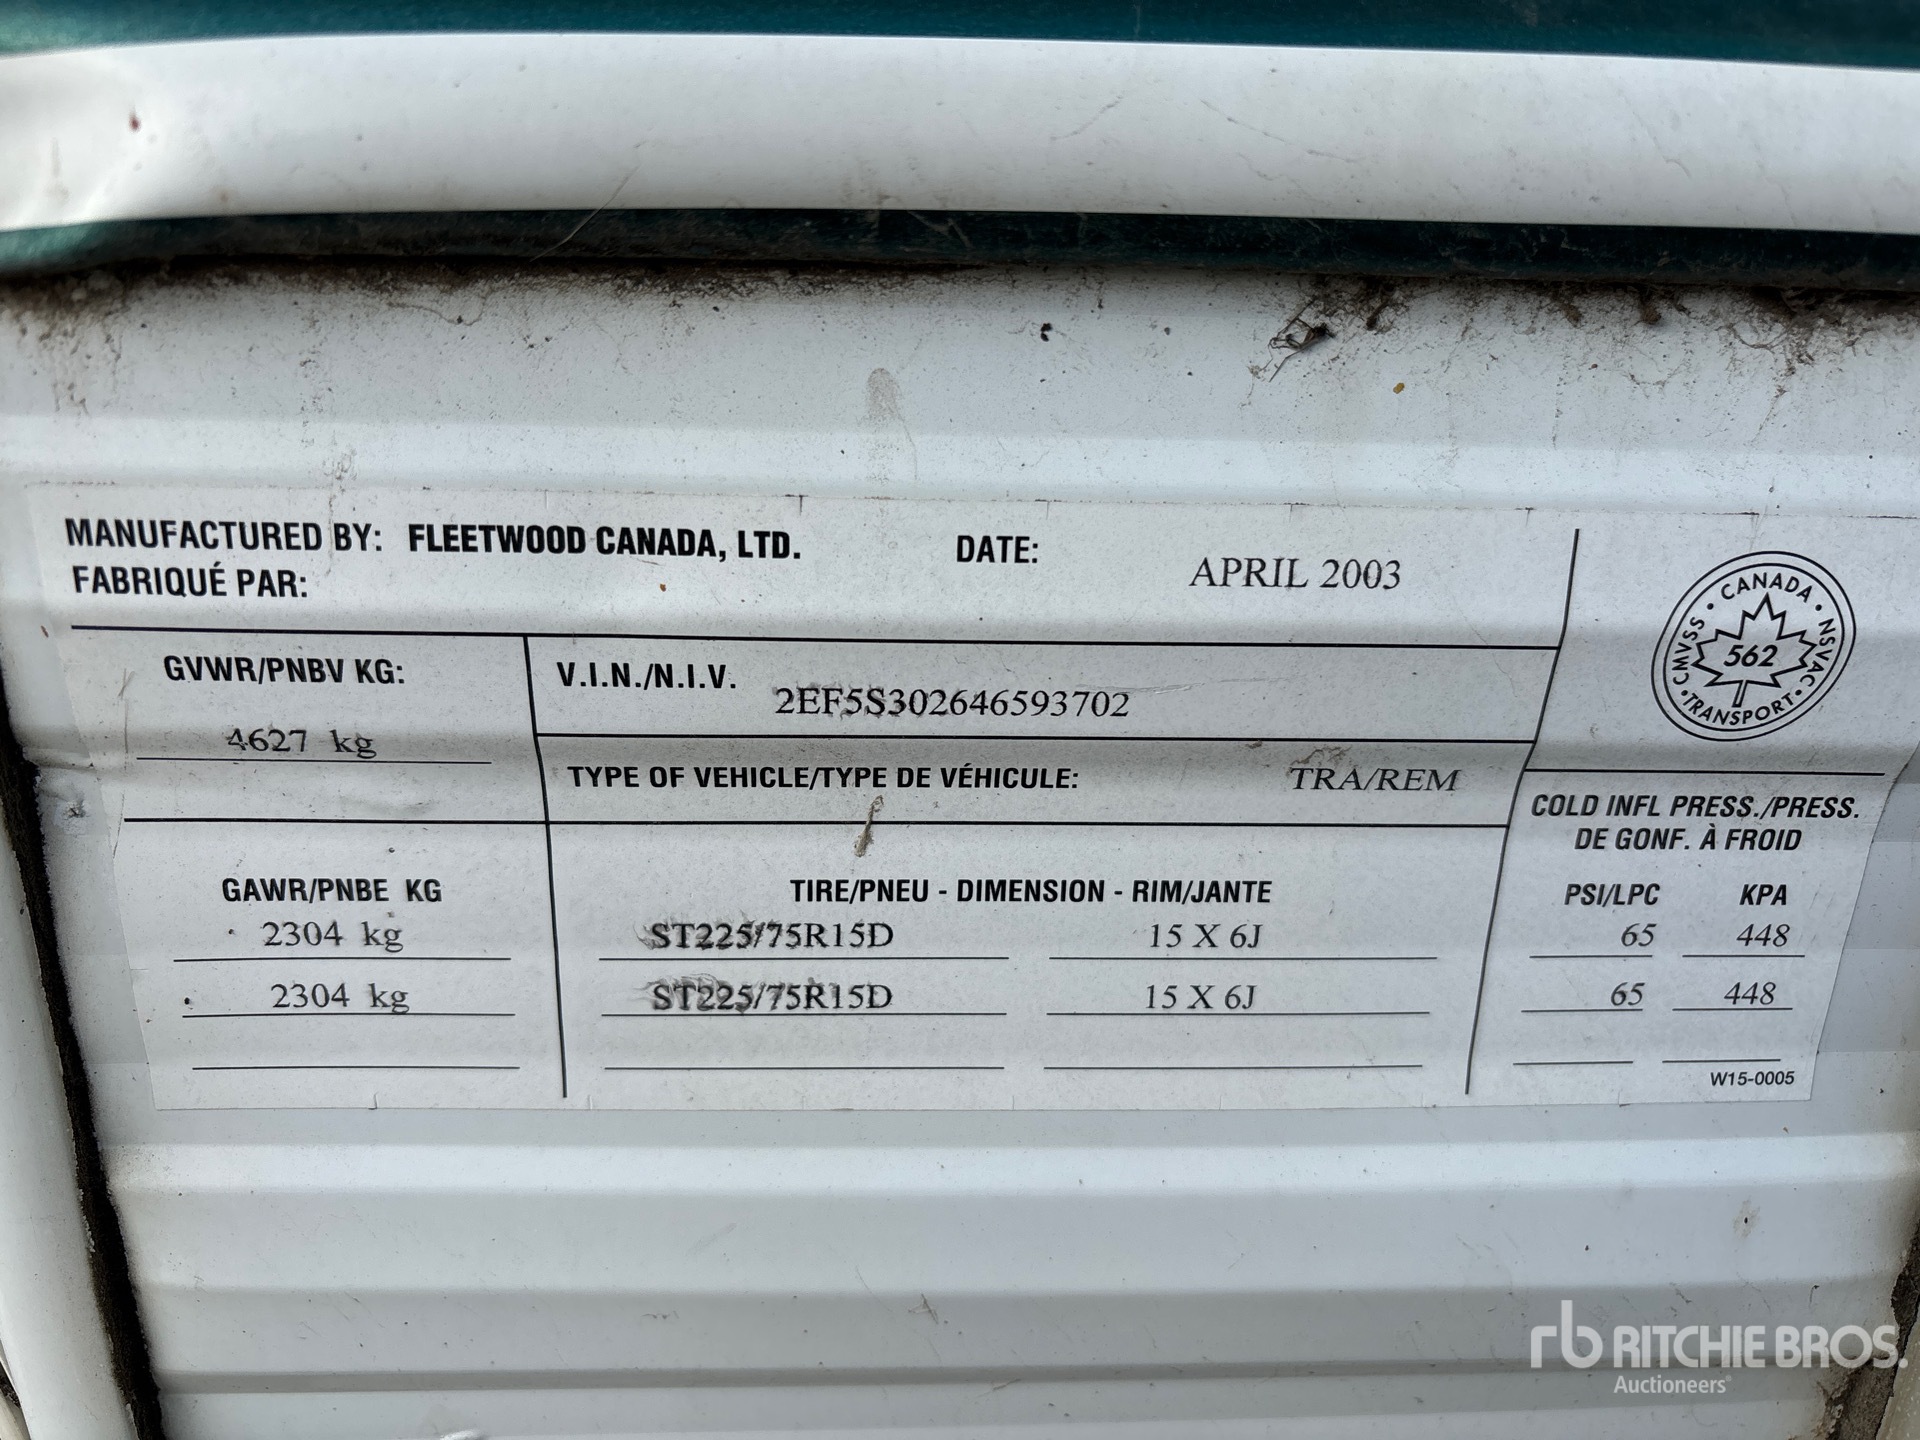 MANUFACTURED BY: FLEETWOOD CANADA, LTD. DATE: APRIL 2003
FABRIQUÉ PAR:
CANADA
CMVSS • NSVAC
562
TRANSPORT
GVWR/PNBV KG:
4627 kg
V.I.N./N.I.V. 2EF5S302646593702
TYPE OF VEHICLE/TYPE DE VÉHICULE: TRA/REM
COLD INFL PRESS./PRESS.
DE GONF. À FROID
GAWR/PNBE KG TIRE/PNEU - DIMENSION - RIM/JANTE PSI/LPC KPA
2304 kg ST225/75R15D 15 X 6J 65 448
2304 kg ST225/75R15D 15 X 6J 65 448
W15-0005
rb RITCHIE BROS.
Auctioneers